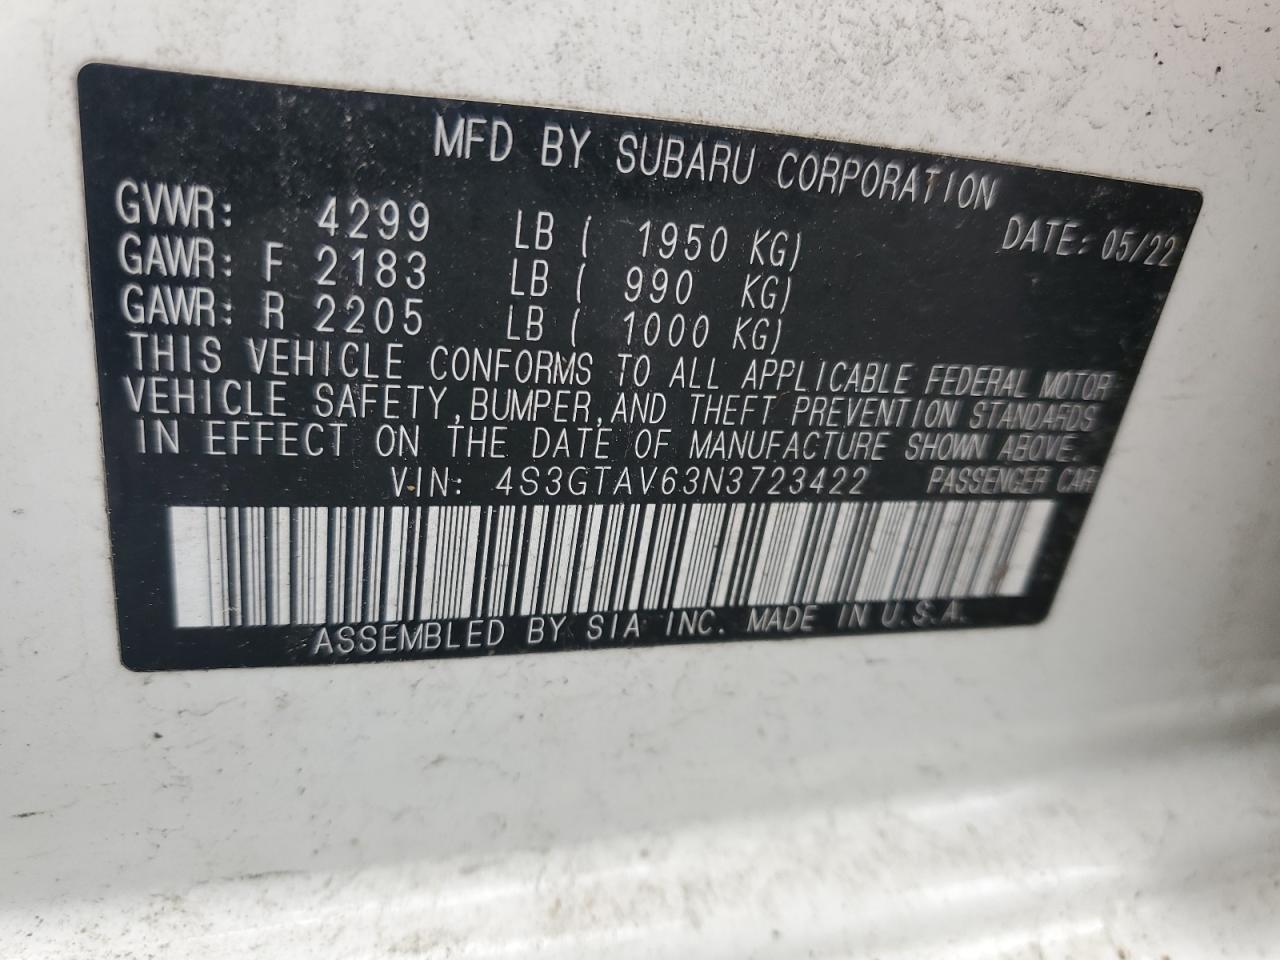 MFD BY SUBARU CORPORATION
DATE: 05/22
GVWR: 4299 LB ( 1950 KG)
GAWR: F 2183 LB ( 990 KG)
GAWR: R 2205 LB ( 1000 KG)
THIS VEHICLE CONFORMS TO ALL APPLICABLE FEDERAL MOTOR
VEHICLE SAFETY, BUMPER, AND THEFT PREVENTION STANDARDS
IN EFFECT ON THE DATE OF MANUFACTURE SHOWN ABOVE.
VIN: 4S3GTAV63N3723422 PASSENGER CAR
ASSEMBLED BY SIA INC. MADE IN U.S.A.